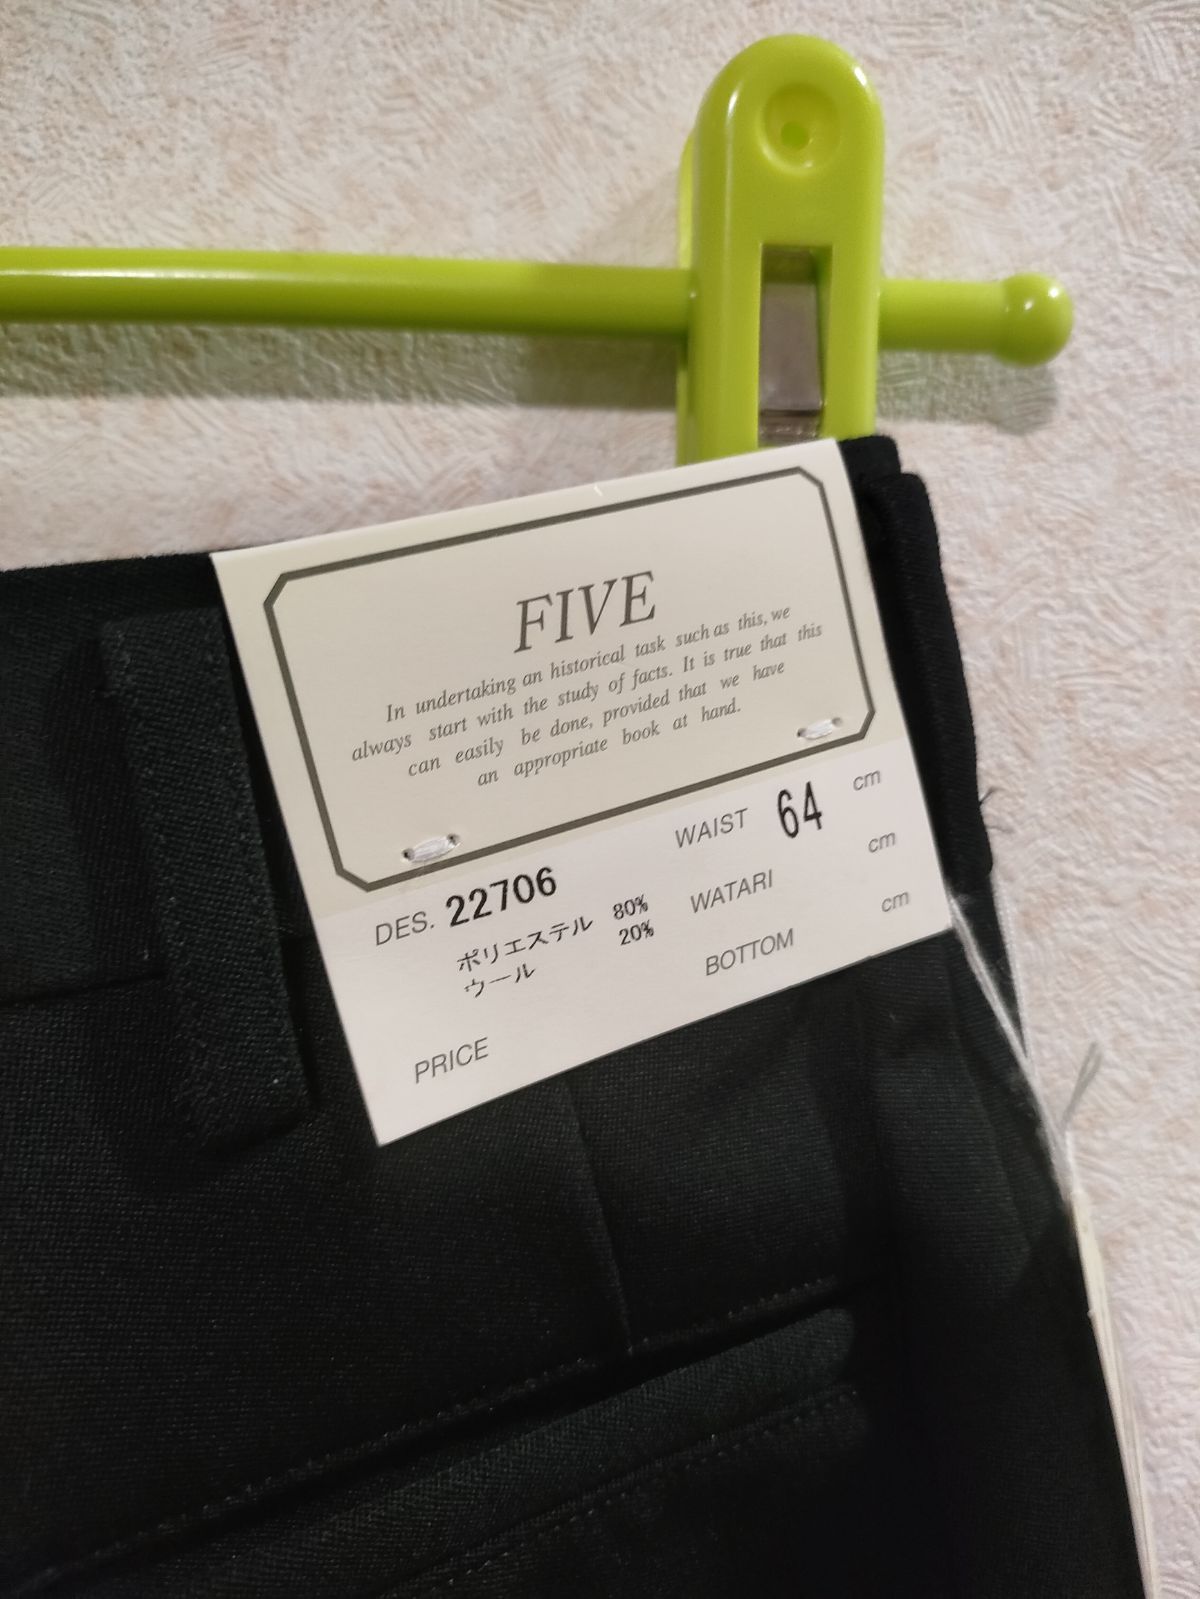 FIVE
In undertaking an historical task such as this, we
always start with the study of facts. It is true that this
can easily be done, provided that we have
an appropriate book at hand.
DES. 22706
ポリエステル 80%
ウール 20%
PRICE
WAIST 64 cm
WATARI cm
BOTTOM cm